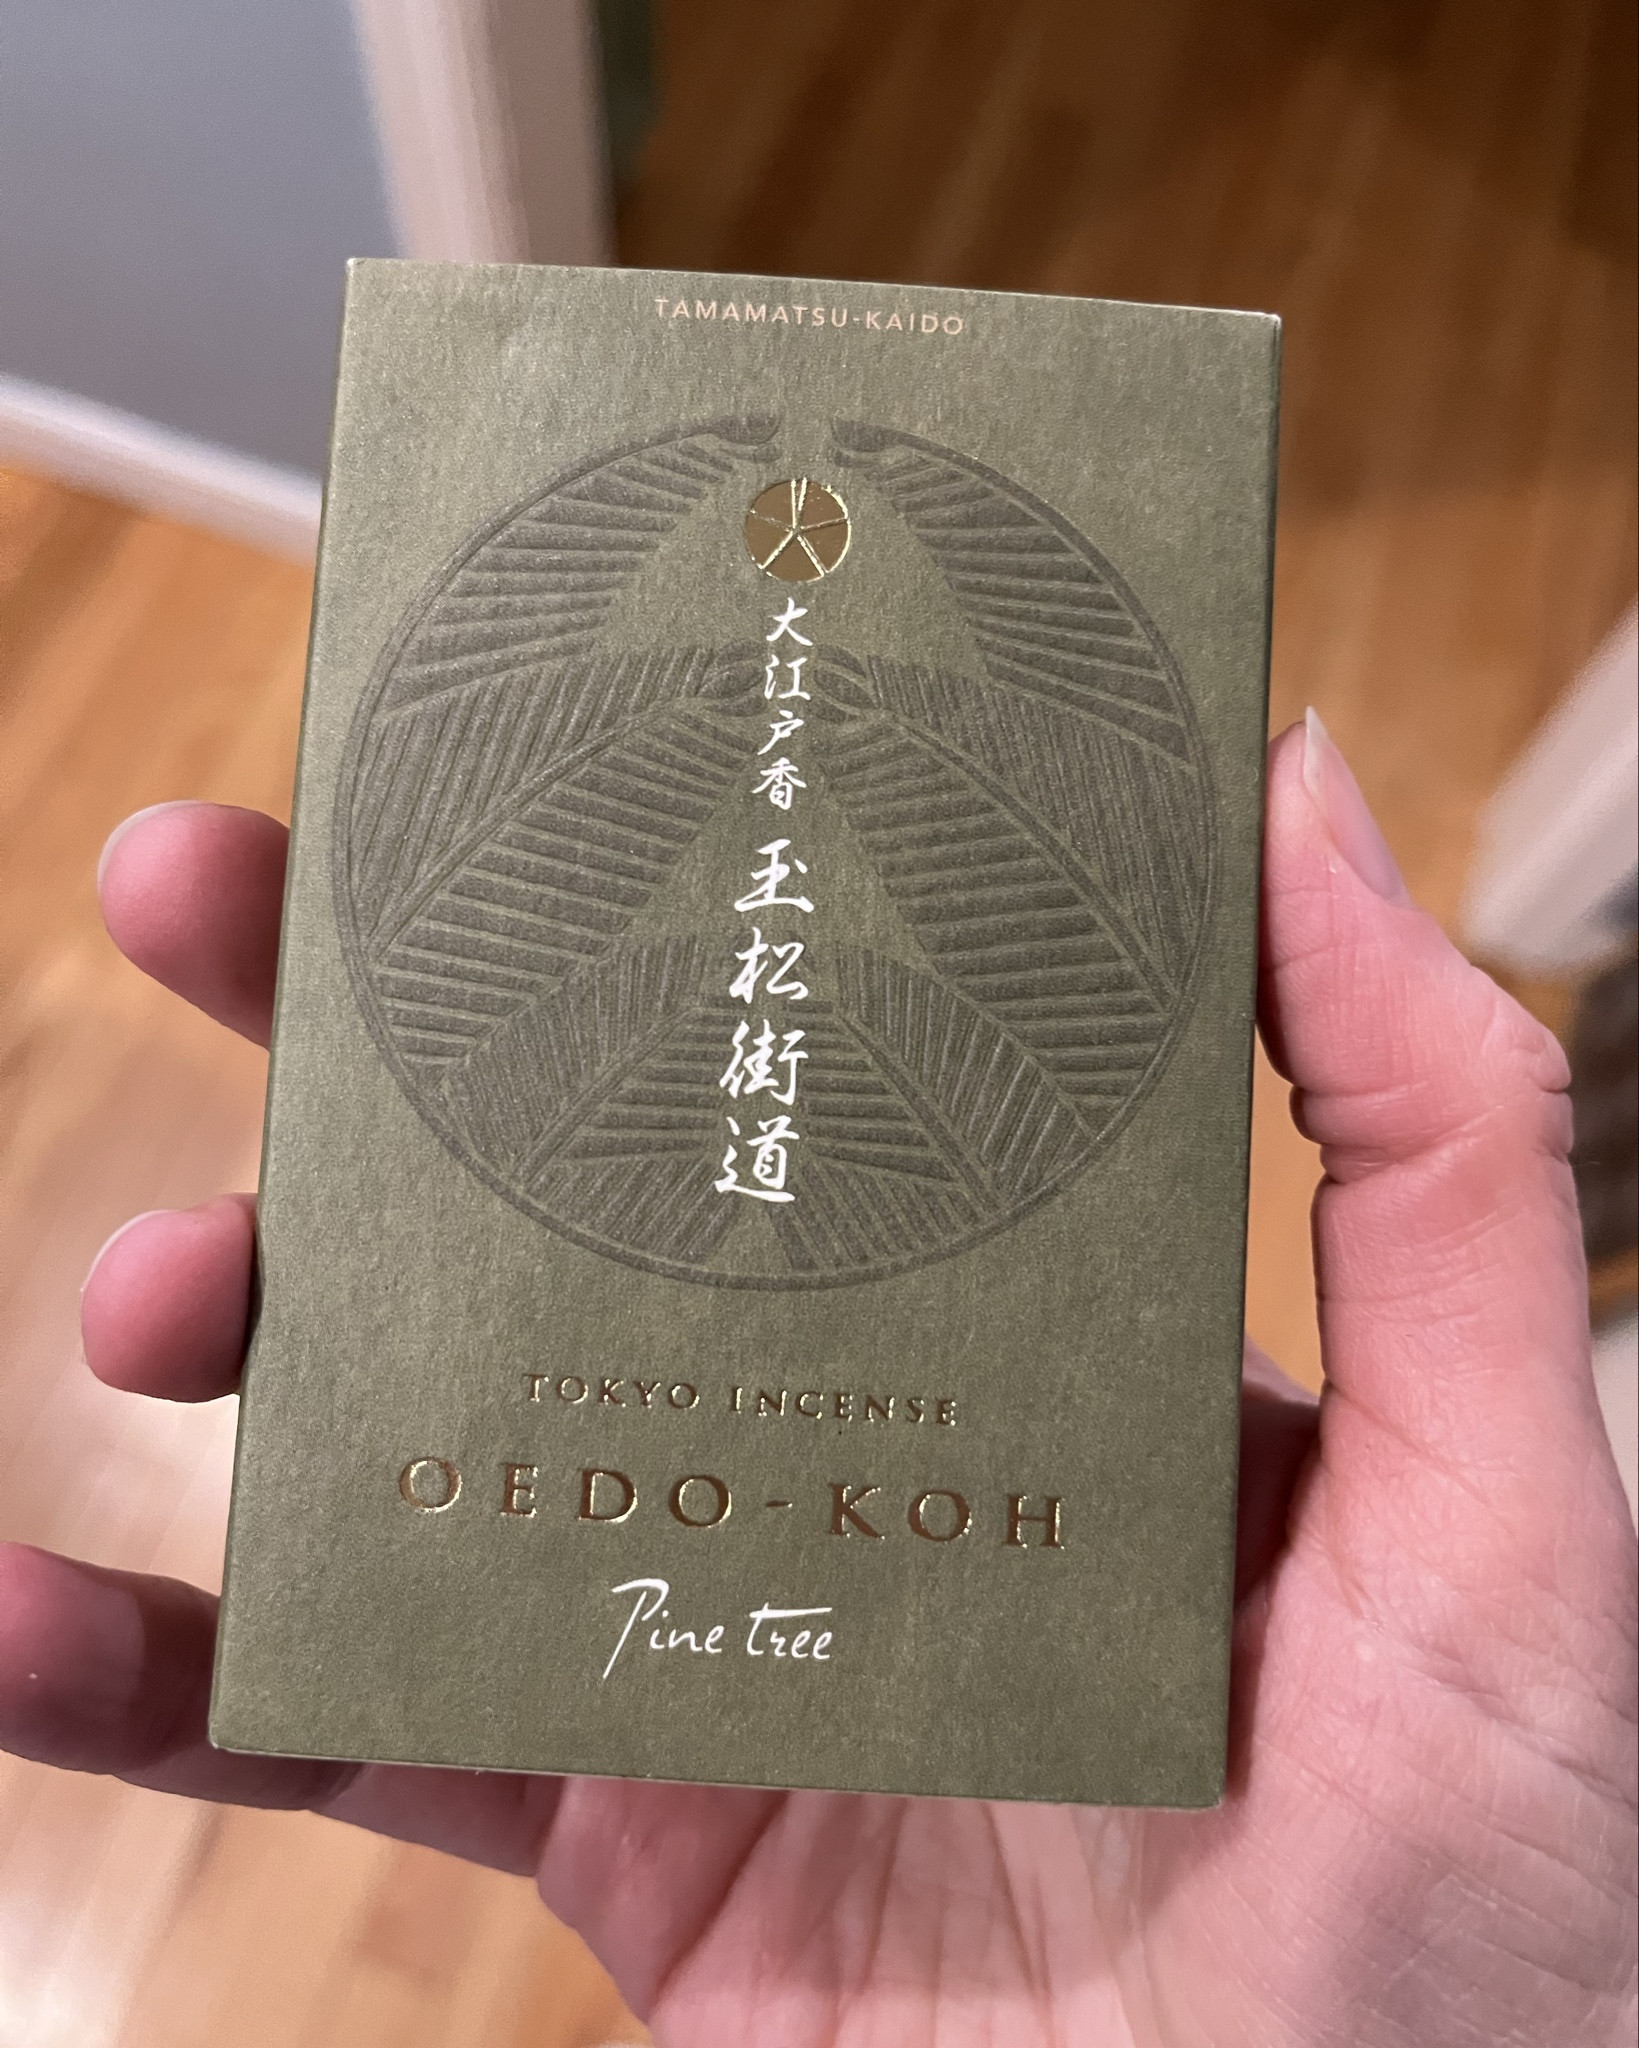 TAMAMATSU-KAIDO
大江戸香 玉松街道
TOKYO INCENSE
OEDO-KOH
Pine tree